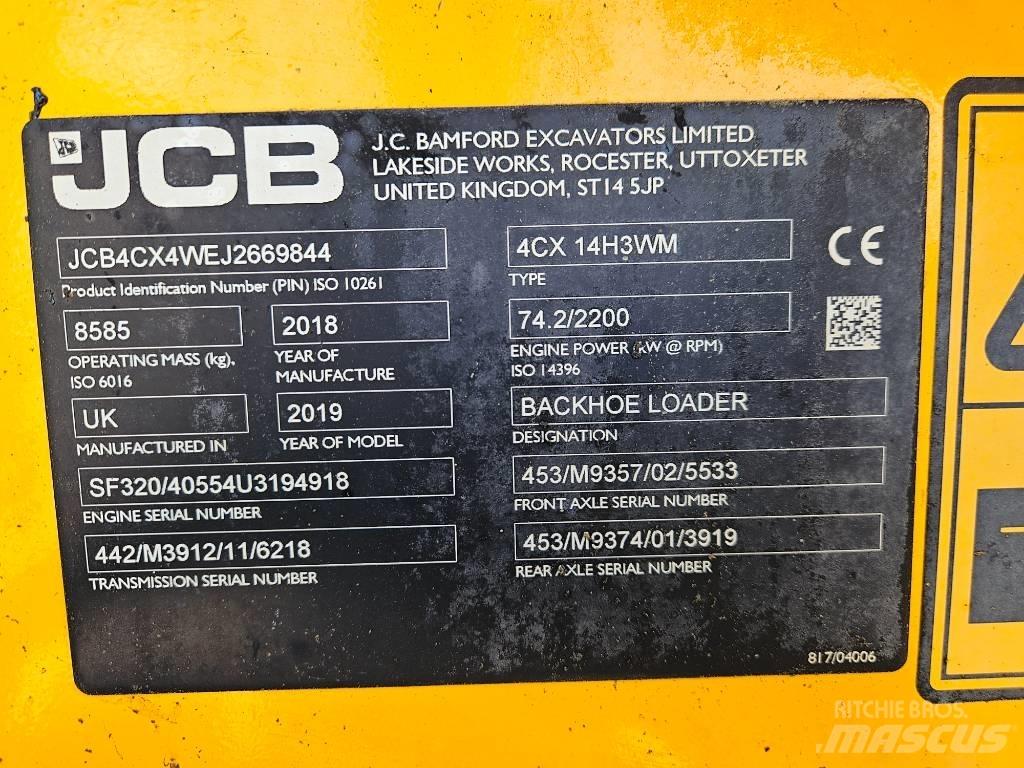 JCB
J.C. BAMFORD EXCAVATORS LIMITED
LAKESIDE WORKS, ROCESTER, UTTOXETER
UNITED KINGDOM, ST14 5JP.
JCB4CX4WEJ2669844
Product Identification Number (PIN) ISO 10261
4CX 14H3WM
TYPE
CE
8585
OPERATING MASS (kg),
ISO 6016
2018
YEAR OF
MANUFACTURE
74.2/2200
ENGINE POWER (kW @ RPM)
ISO 14396
UK
MANUFACTURED IN
2019
YEAR OF MODEL
BACKHOE LOADER
DESIGNATION
SF320/40554U3194918
ENGINE SERIAL NUMBER
453/M9357/02/5533
FRONT AXLE SERIAL NUMBER
442/M3912/11/6218
TRANSMISSION SERIAL NUMBER
453/M9374/01/3919
REAR AXLE SERIAL NUMBER
817/04006
RITCHIE BROS.
MASCUS